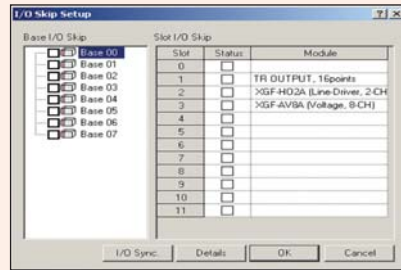 I/O Skip Setup
Base I/O Skip
Base 00
Base 01
Base 02
Base 03
Base 04
Base 05
Base 06
Base 07
Slot I/O Skip
Slot Status Module
0
1 TR OUTPUT, 16points
2 XGF-HO2A (Line-Driver, 2-CH
3 XGF-AV8A (Voltage, 8-CH)
4
5
6
7
8
9
10
11
I/O Sync. Details OK Cancel